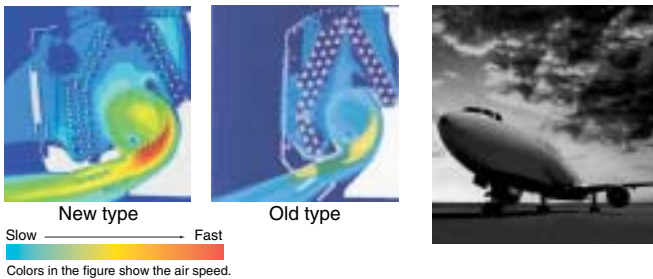 New type
Old type
Slow
Fast
Colors in the figure show the air speed.